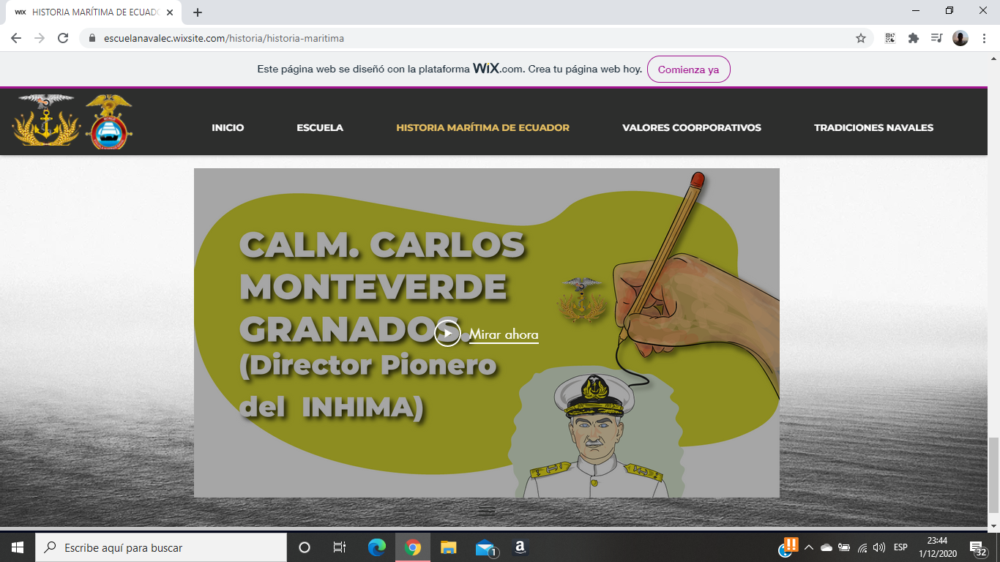 WiX HISTORIA MARÍTIMA DE ECUADO
escuelanavalec.wixsite.com/historia/historia-maritima
Este página web se diseñó con la plataforma WiX.com. Crea tu página web hoy. Comienza ya
INICIO ESCUELA HISTORIA MARÍTIMA DE ECUADOR VALORES COORPORATIVOS TRADICIONES NAVALES
CALM. CARLOS
MONTEVERDE
GRANADOS.
Mirar ahora
(Director Pionero
del INHIMA)
Escribe aquí para buscar
1
ESP
23:44
1/12/2020
32